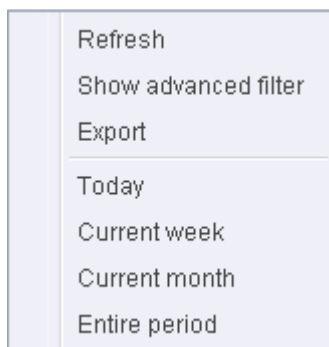 Refresh
Show advanced filter
Export
Today
Current week
Current month
Entire period